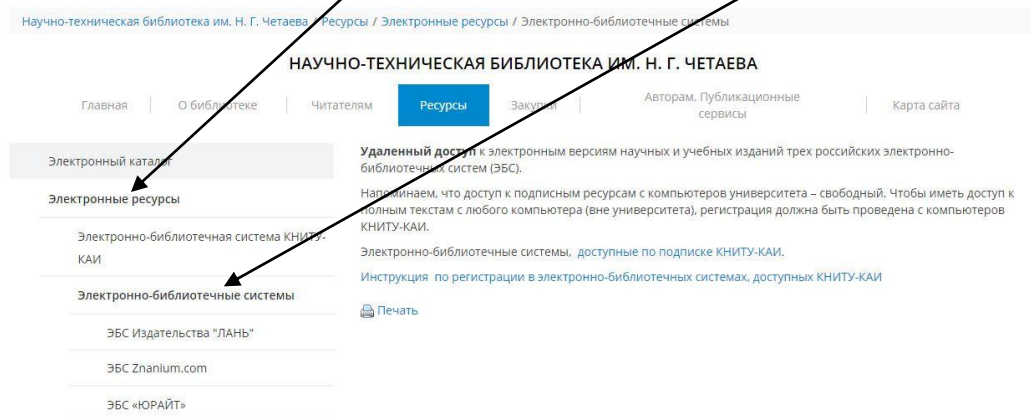 Научно-техническая библиотека им. Н. Г. Четаева / Ресурсы / Электронные ресурсы / Электронно-библиотечные системы
НАУЧНО-ТЕХНИЧЕСКАЯ БИБЛИОТЕКА ИМ. Н. Г. ЧЕТАЕВА
Главная
О библиотеке
Читателям
Ресурсы
Закупки
Авторам. Публикационные
сервисы
Карта сайта
Электронный каталог
Электронные ресурсы
Электронно-библиотечная система КНИТУ-
КАИ
Электронно-библиотечные системы
ЭБС Издательства "ЛАНЬ"
ЭБС Znanium.com
ЭБС «ЮРАЙТ»
Удаленный доступ к электронным версиям научных и учебных изданий трех российских электронно-
библиотечных систем (ЭБС).
Напоминаем, что доступ к подписным ресурсам с компьютеров университета – свободный. Чтобы иметь доступ к
полным текстам с любого компьютера (вне университета), регистрация должна быть проведена с компьютеров
КНИТУ-КАИ.
Электронно-библиотечные системы, доступные по подписке КНИТУ-КАИ.
Инструкция по регистрации в электронно-библиотечных системах, доступных КНИТУ-КАИ
Печать